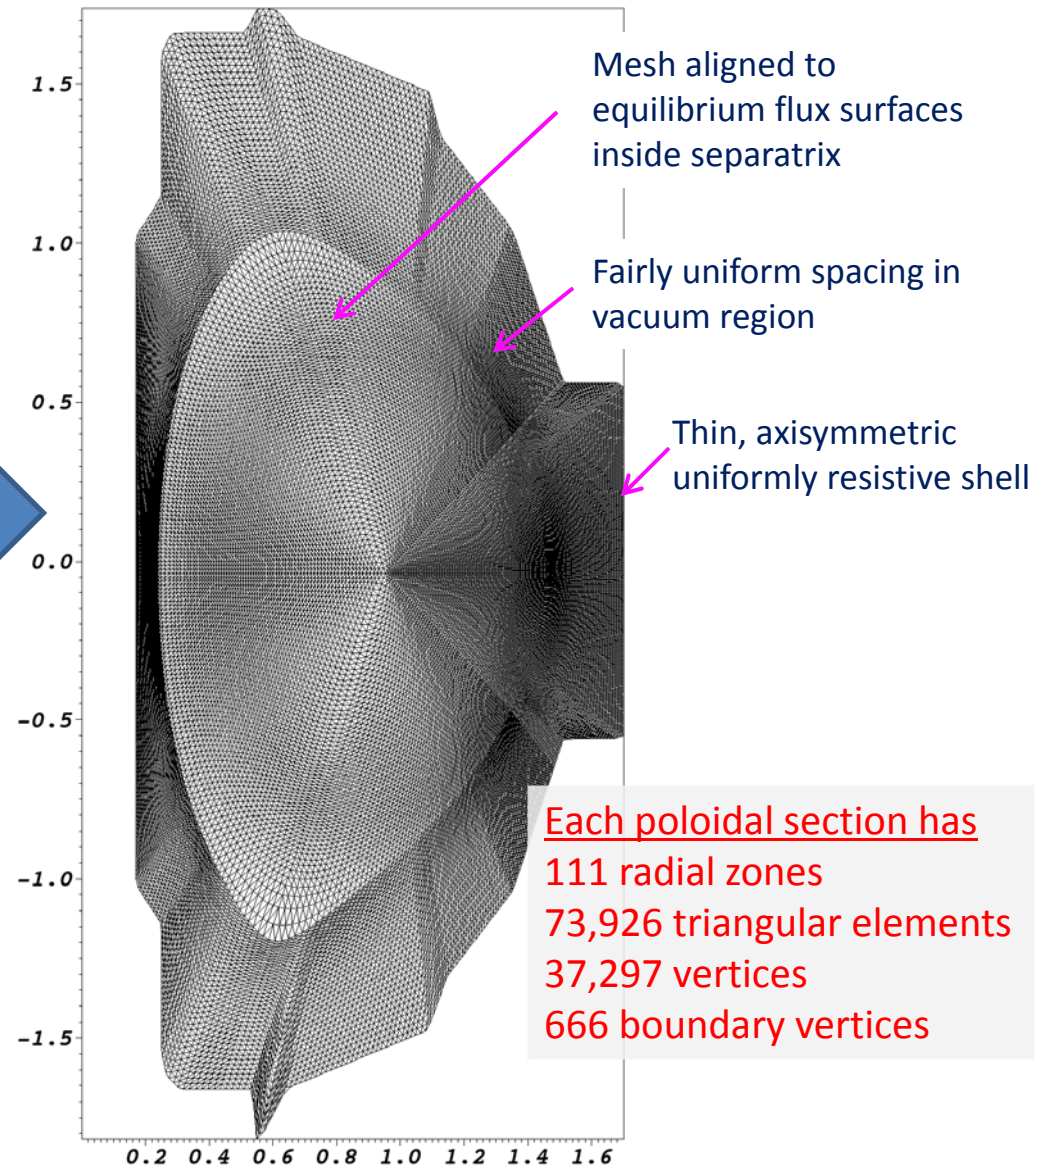 Mesh aligned to
equilibrium flux surfaces
inside separatrix
Fairly uniform spacing in
vacuum region
Thin, axisymmetric
uniformly resistive shell
Each poloidal section has
111 radial zones
73,926 triangular elements
37,297 vertices
666 boundary vertices
1.5
1.0
0.5
0.0
-0.5
-1.0
-1.5
0.2 0.4 0.6 0.8 1.0 1.2 1.4 1.6